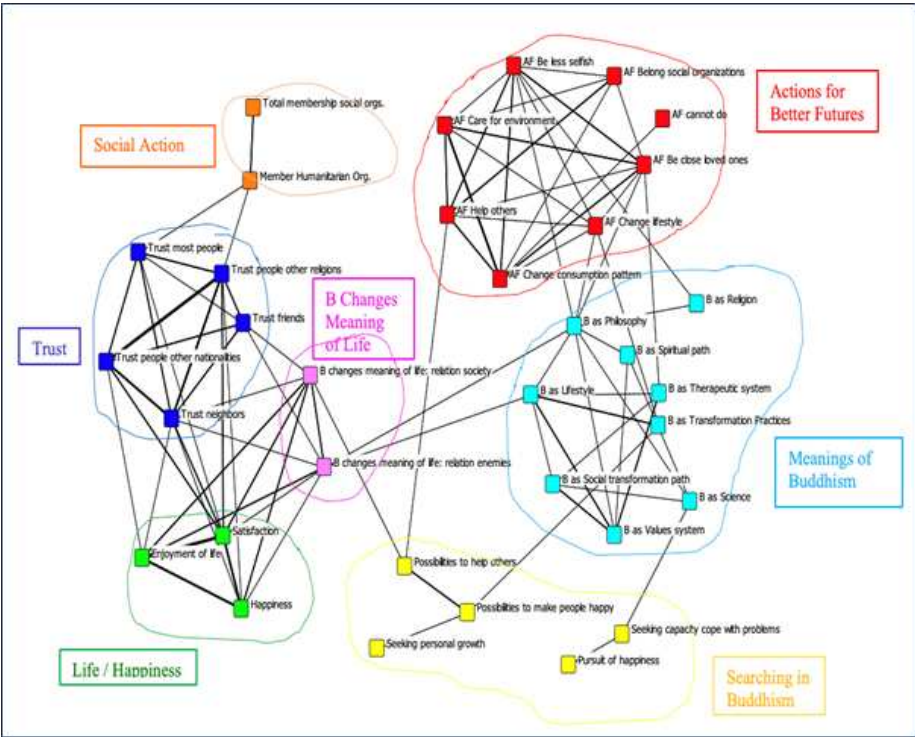 AF Be less selfish
AF Belong social organizations
Actions for
Better Futures
Total membership social orgs.
AF Care for environment
AF cannot do
Social Action
AF Be close loved ones
Member Humanitarian Org.
AF Help others
AF Change lifestyle
Trust most people
Trust people other religions
AF Change consumption pattern
B Changes
Meaning
of Life
B as Religion
Trust friends
B as Philosophy
Trust
Trust people other nationalities
B as Spiritual path
B changes meaning of life: relation society
B as Lifestyle
B as Therapeutic system
Trust neighbors
B as Transformation Practices
B changes meaning of life: relation enemies
Meanings of
Buddhism
B as Social transformation path
B as Science
Satisfaction
B as Values system
Enjoyment of life
Possibilities to help others
Happiness
Possibilities to make people happy
Seeking capacity cope with problems
Seeking personal growth
Pursuit of happiness
Life / Happiness
Searching in
Buddhism